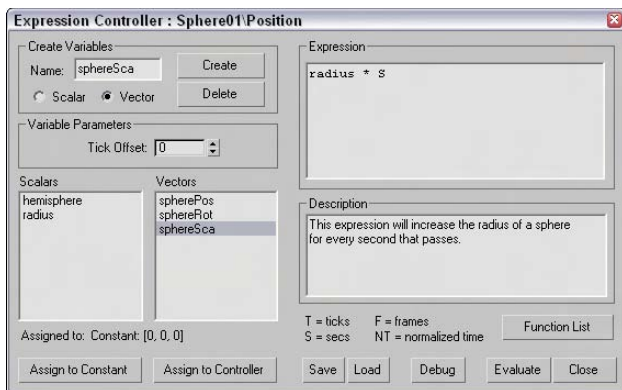 Expression Controller : Sphere01\Position
Create Variables
Name: sphereSca
Create
Scalar Vector
Delete
Variable Parameters
Tick Offset: 0
Scalars
hemisphere
radius
Vectors
spherePos
sphereRot
sphereSca
Assigned to: Constant: [0, 0, 0]
Assign to Constant
Assign to Controller
Expression
radius * S
Description
This expression will increase the radius of a sphere
for every second that passes.
T = ticks F = frames
S = secs NT = normalized time
Function List
Save Load Debug Evaluate Close